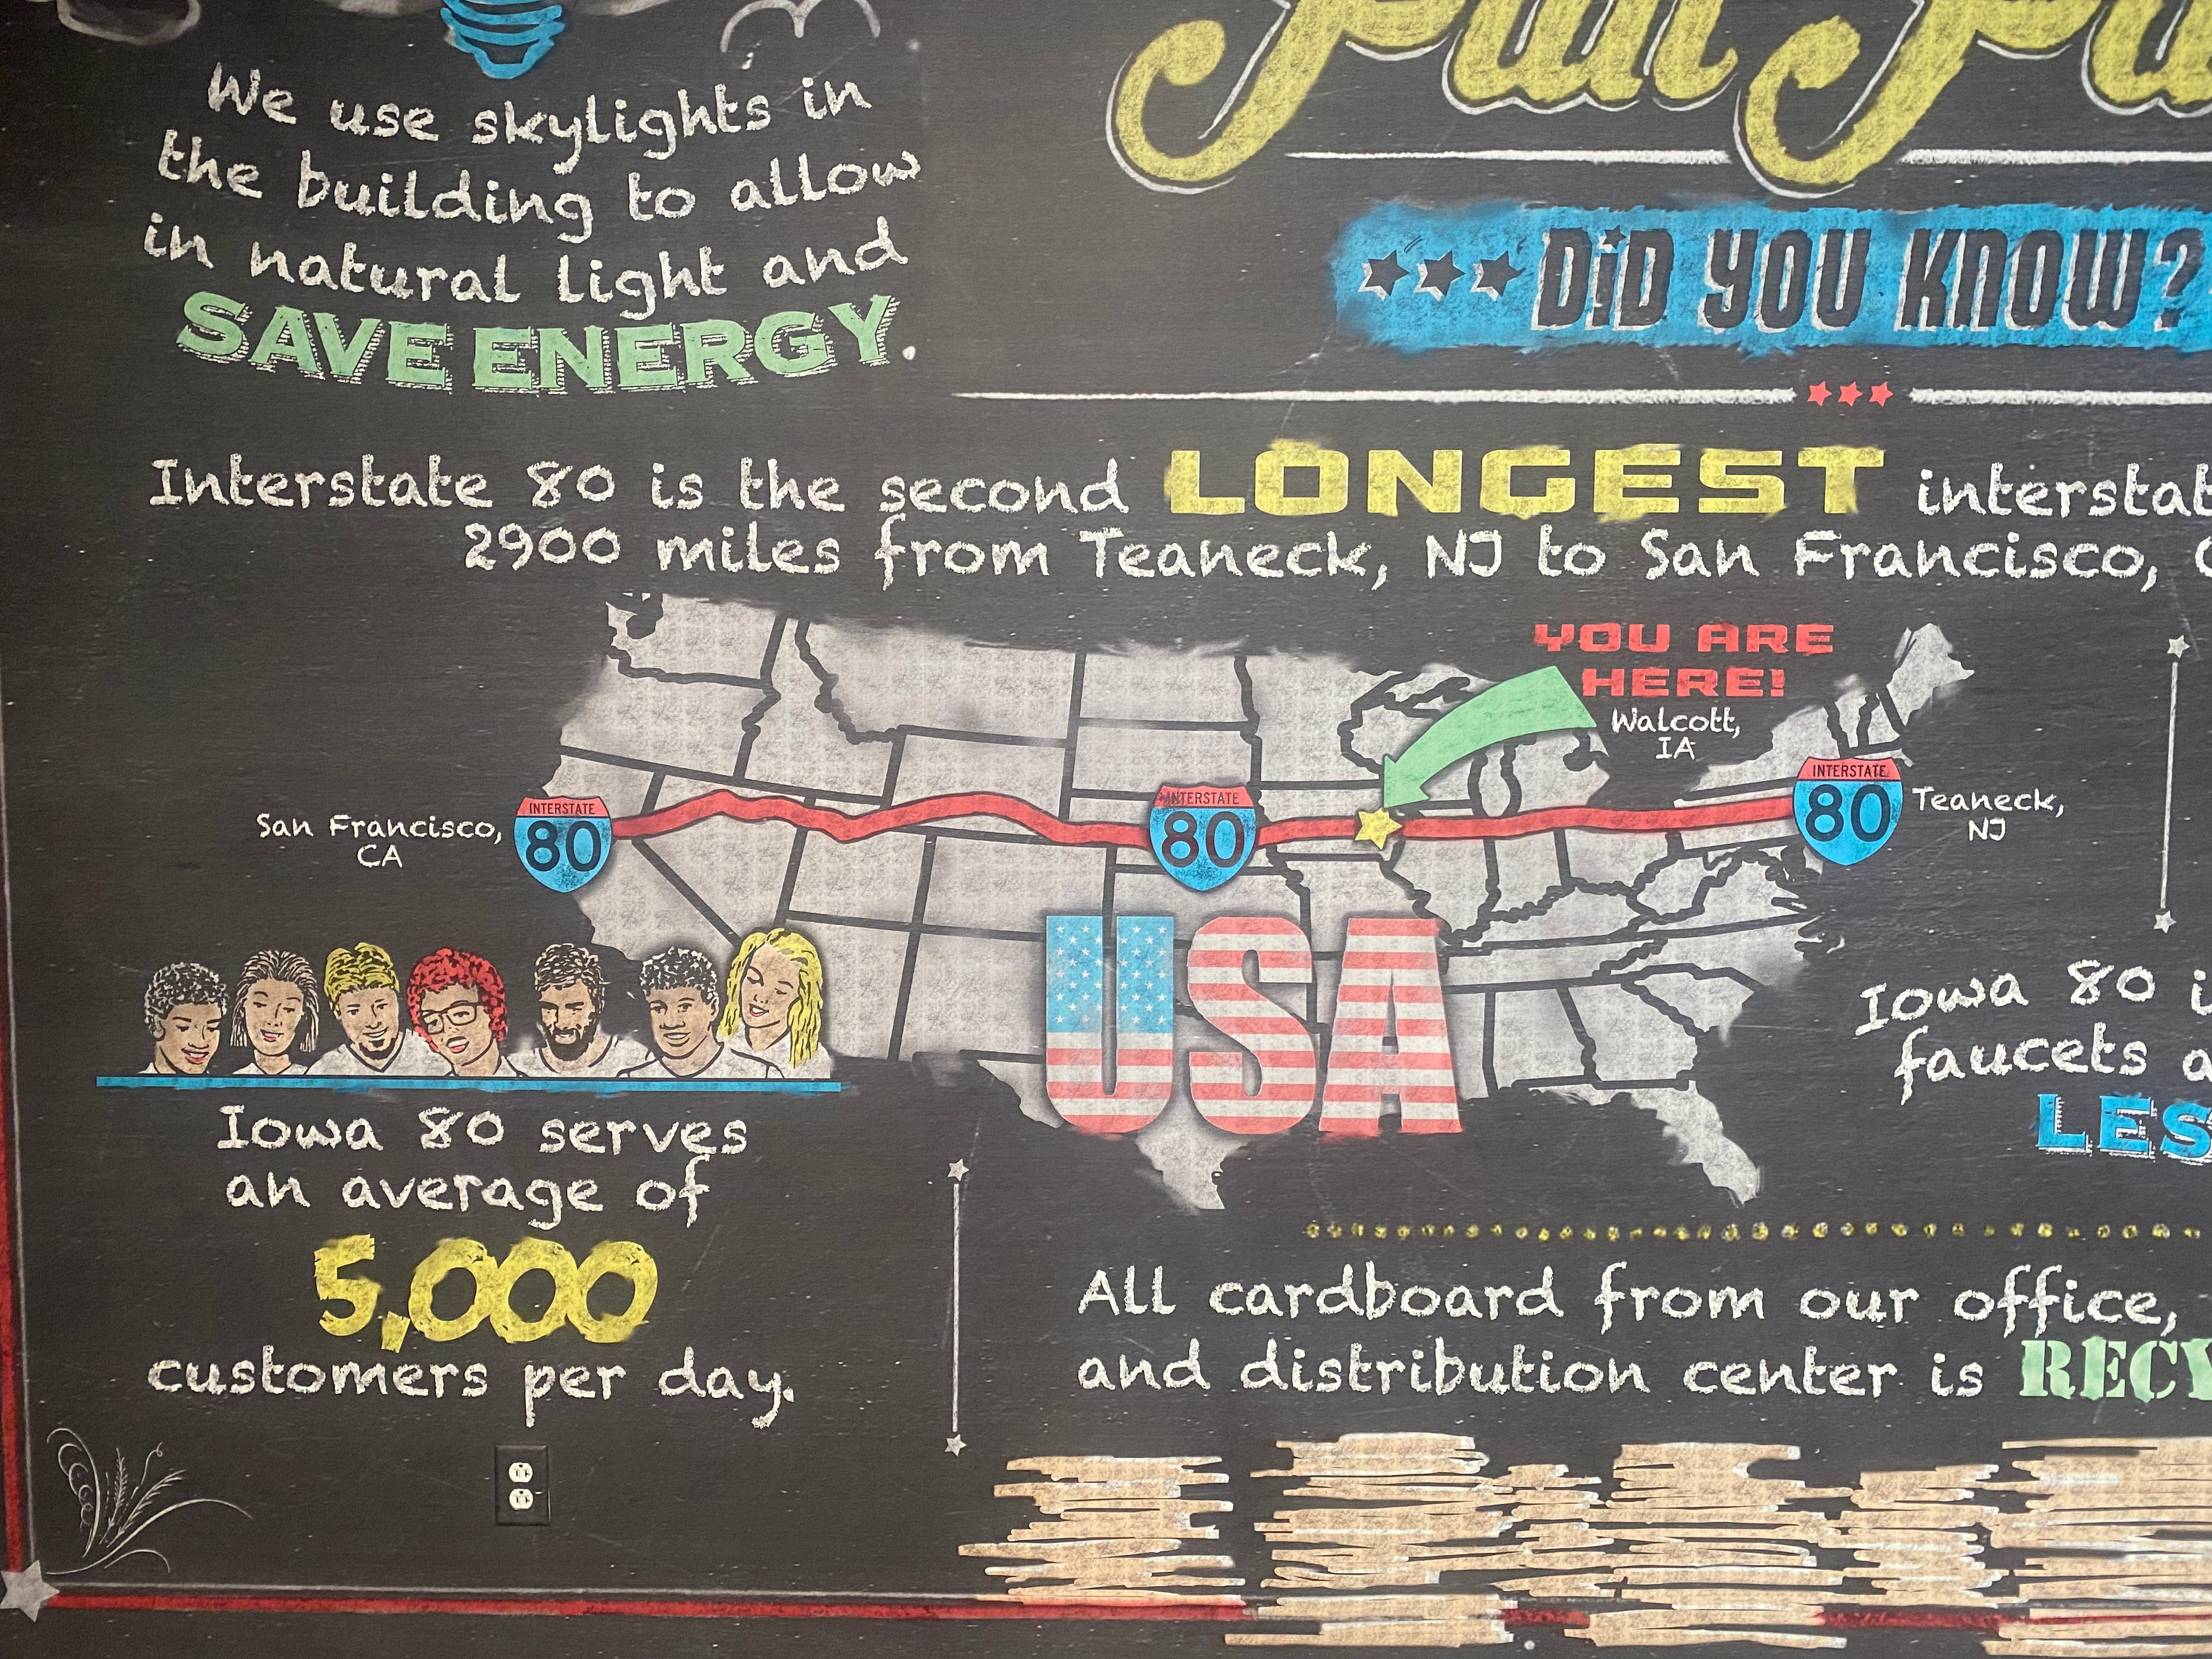 We use skylights in
the building to allow
in natural light and
SAVE ENERGY.
DID YOU KNOW?
Interstate 80 is the second LONGEST
2900 miles from Teaneck, NJ to San Francisco,
YOU ARE
HERE!
Walcott,
IA
San Francisco,
CA
INTERSTATE
80
INTERSTATE
80
INTERSTATE
80
Teaneck,
NJ
USA
Iowa 80
faucets
Iowa 80 serves
an average of
5,000
customers per day.
All cardboard from our office,
and distribution center is